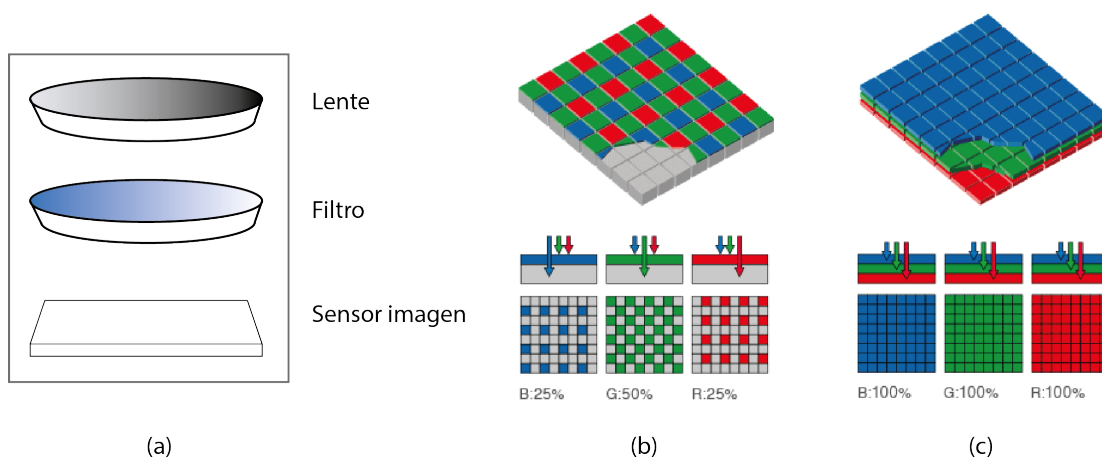 Lente
Filtro
Sensor imagen
B:25%
G:50%
R:25%
B:100%
G:100%
R:100%
(a)
(b)
(c)